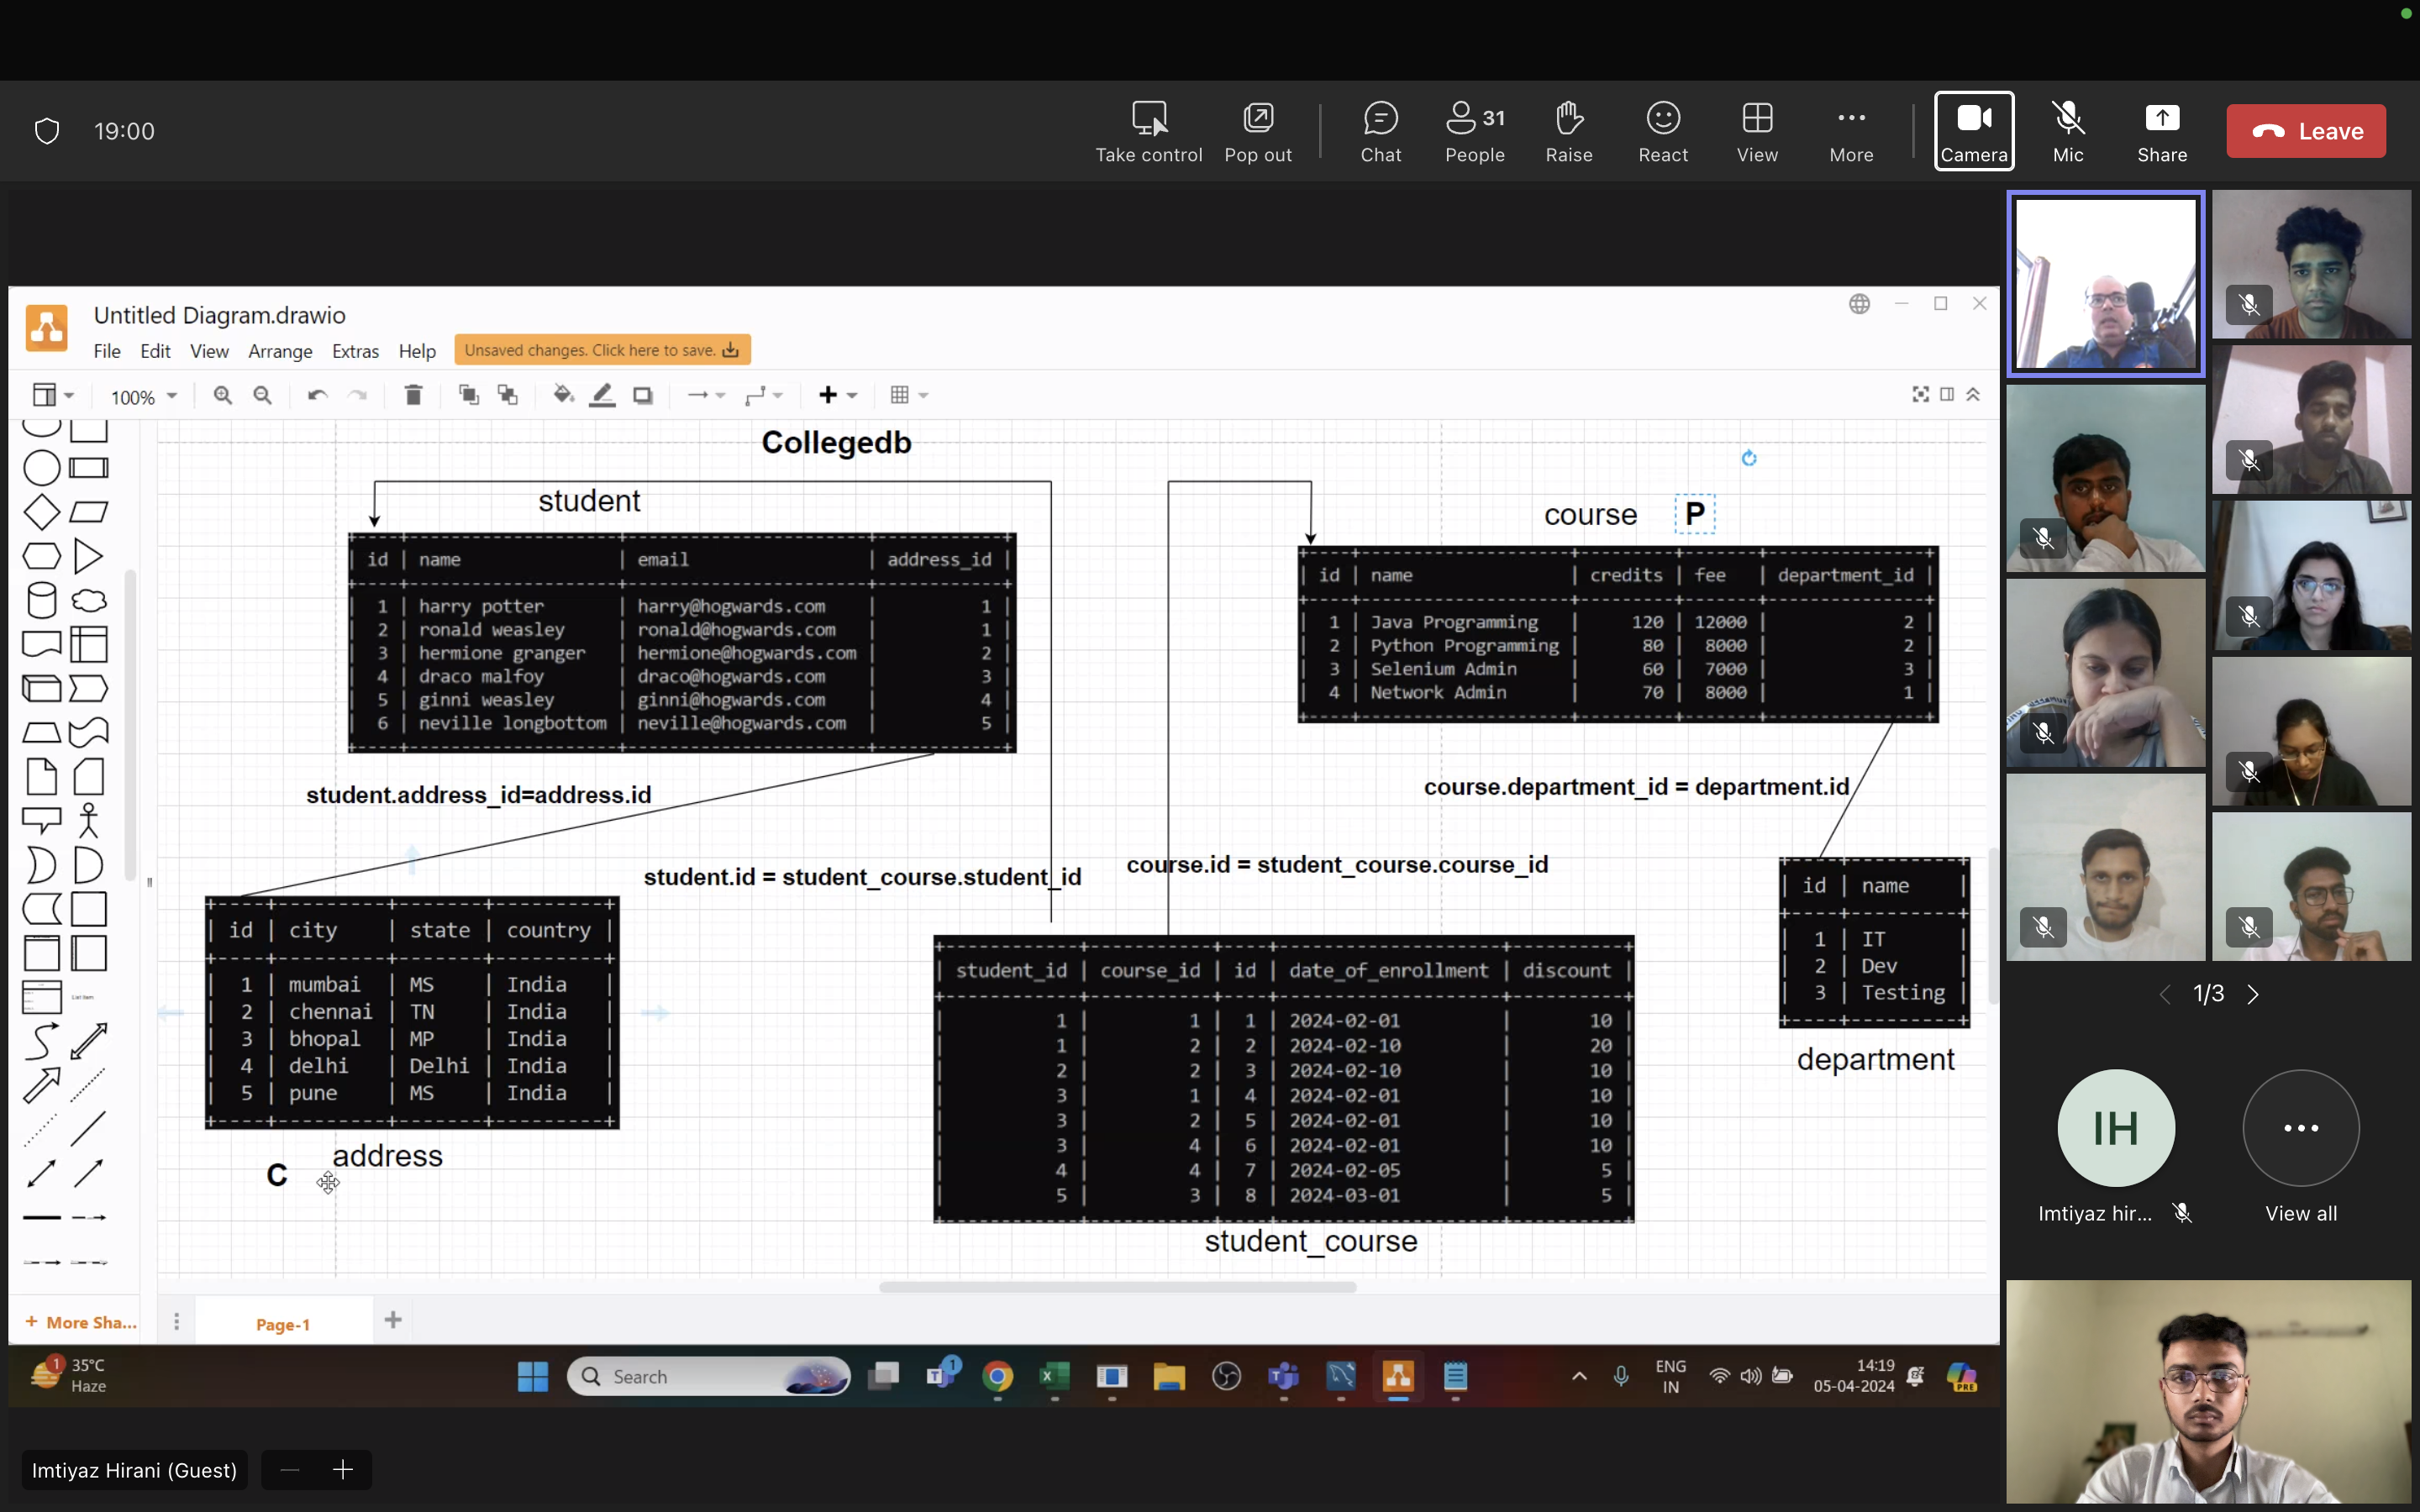 19:00
Take control
Pop out
Chat
31
People
Raise
React
View
More
Camera
Mic
Share
Leave
Untitled Diagram.drawio
File Edit View Arrange Extras Help
Unsaved changes. Click here to save.
100%
Collegedb
student
| id | name | email | address_id |
| 1 | harry potter | harry@hogwards.com | 1 |
| 2 | ronald weasley | ronald@hogwards.com | 1 |
| 3 | hermione granger | hermione@hogwards.com | 2 |
| 4 | draco malfoy | draco@hogwards.com | 3 |
| 5 | ginni weasley | ginni@hogwards.com | 4 |
| 6 | neville longbottom | neville@hogwards.com | 5 |
course P
| id | name | credits | fee | department_id |
| 1 | Java Programming | 120 | 12000 | 2 |
| 2 | Python Programming | 80 | 8000 | 2 |
| 3 | Selenium Admin | 60 | 7000 | 3 |
| 4 | Network Admin | 70 | 8000 | 1 |
student.address_id=address.id
course.department_id = department.id
student.id = student_course.student_id
course.id = student_course.course_id
| id | city | state | country |
| 1 | mumbai | MS | India |
| 2 | chennai | TN | India |
| 3 | bhopal | MP | India |
| 4 | delhi | Delhi | India |
| 5 | pune | MS | India |
address
C
| student_id | course_id | id | date_of_enrollment | discount |
| 1 | 1 | 1 | 2024-02-01 | 10 |
| 1 | 2 | 2 | 2024-02-10 | 20 |
| 2 | 2 | 3 | 2024-02-10 | 10 |
| 3 | 1 | 4 | 2024-02-01 | 10 |
| 3 | 2 | 5 | 2024-02-01 | 10 |
| 3 | 4 | 6 | 2024-02-01 | 10 |
| 4 | 4 | 7 | 2024-02-05 | 5 |
| 5 | 3 | 8 | 2024-03-01 | 5 |
student_course
| id | name |
| 1 | IT |
| 2 | Dev |
| 3 | Testing |
department
List Item
+ More Sha...
Page-1
1
35°C
Haze
Search
1
ENG
IN
14:19
05-04-2024
PRE
1/3
IH
Imtiyaz hir...
View all
Imtiyaz Hirani (Guest)